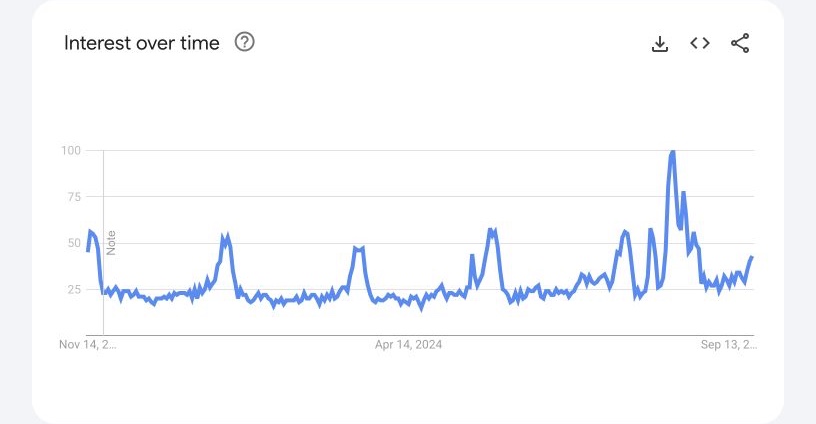 Interest over time
100
75
50
25
Note
Nov 14, 2...
Apr 14, 2024
Sep 13, 2...